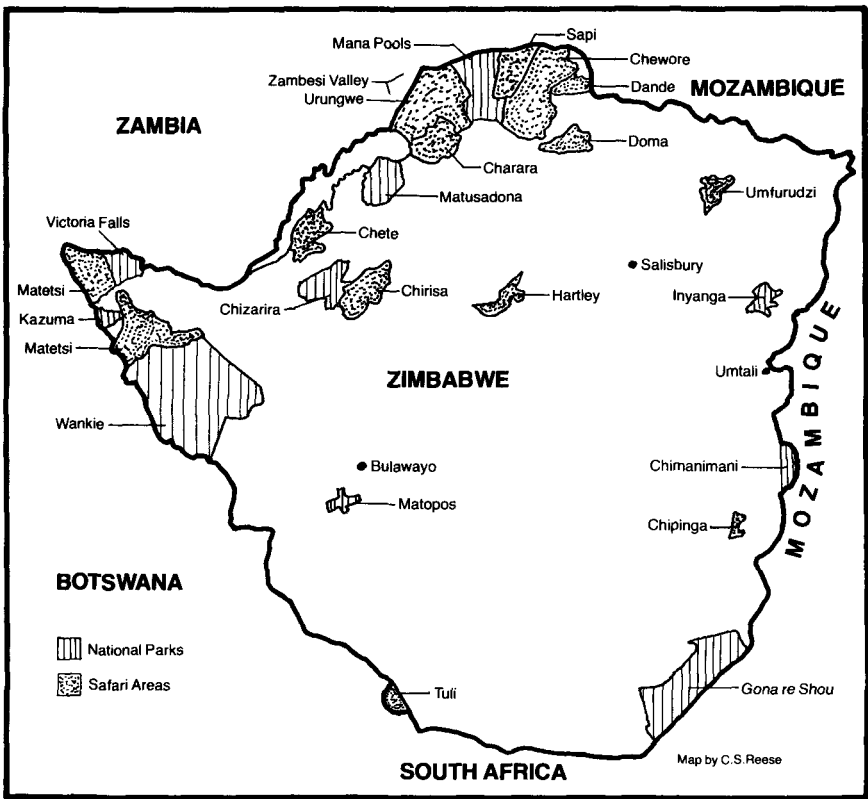 Sapi
Mana Pools
Chewore
Zambesi Valley
Dande
MOZAMBIQUE
Urungwe
ZAMBIA
Doma
Charara
Matusadona
Umfurudzi
Victoria Falls
Chete
Salisbury
Matetsi
Chizarira
Chirisa
Hartley
Inyanga
Kazuma
Matetsi
ZIMBABWE
Umtali
MOZAMBIQUE
Wankie
Bulawayo
Chimanimani
Matopos
Chipinga
BOTSWANA
National Parks
Safari Areas
Tuli
Gona re Shou
Map by C.S.Reese
SOUTH AFRICA